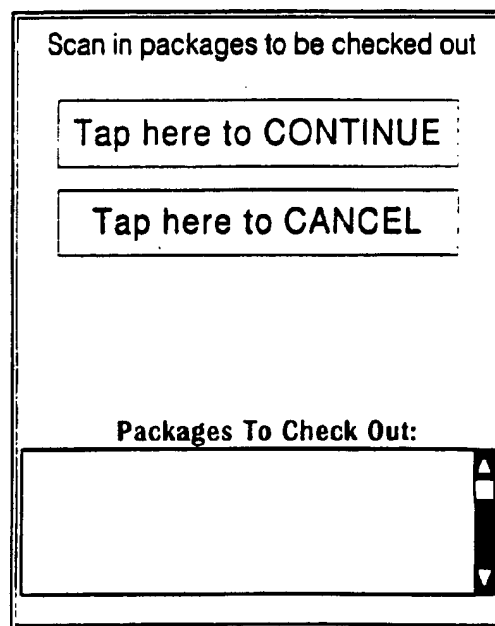 Scan in packages to be checked out
Tap here to CONTINUE
Tap here to CANCEL
Packages To Check Out: